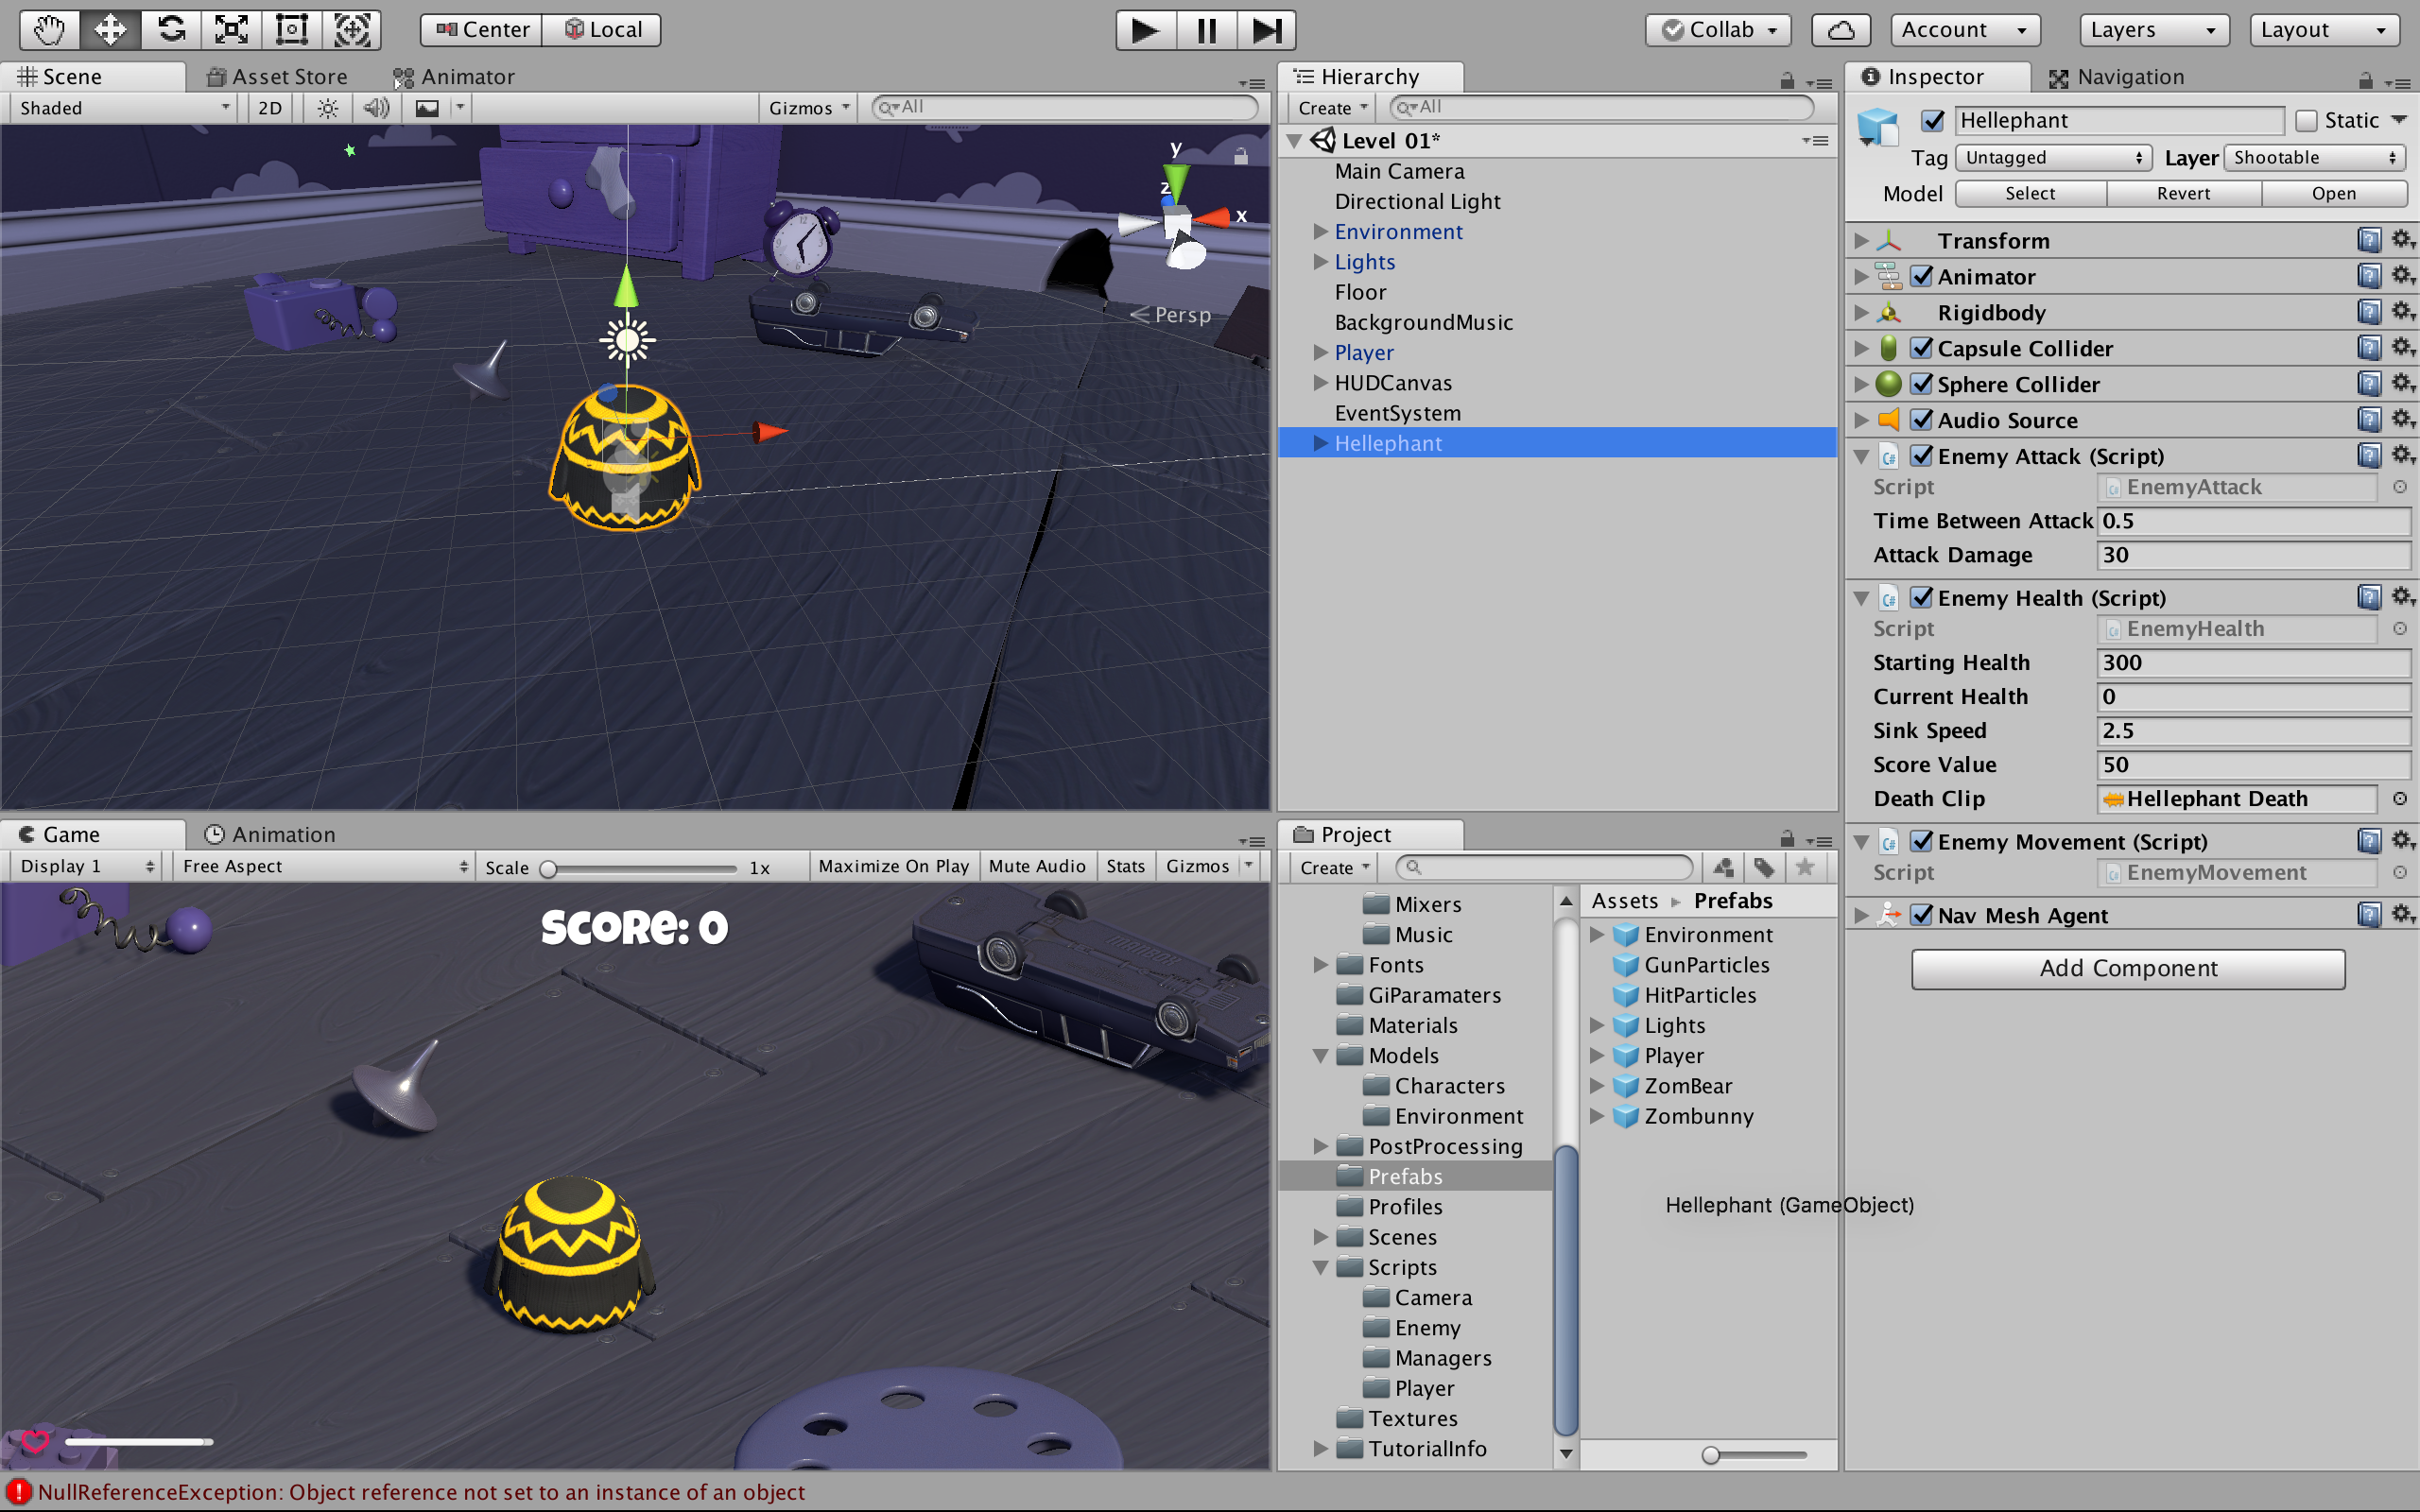 Center Local Collab Account Layers Layout
Scene Asset Store Animator
Shaded 2D Gizmos All
y
z
x
Persp
SCORE: 0
Game Animation
Display 1 Free Aspect Scale 1x Maximize On Play Mute Audio Stats Gizmos
Hierarchy
Create All
Level 01*
Main Camera
Directional Light
Environment
Lights
Floor
BackgroundMusic
Player
HUDCanvas
EventSystem
Hellephant
Project
Create
Mixers
Music
Fonts
GiParamaters
Materials
Models
Characters
Environment
PostProcessing
Prefabs
Profiles
Scenes
Scripts
Camera
Enemy
Managers
Player
Textures
TutorialInfo
Assets Prefabs
Environment
GunParticles
HitParticles
Lights
Player
ZomBear
Zombunny
Hellephant (GameObject)
Inspector Navigation
Hellephant Static
Tag Untagged Layer Shootable
Model Select Revert Open
Transform
Animator
Rigidbody
Capsule Collider
Sphere Collider
Audio Source
Enemy Attack (Script)
Script EnemyAttack
Time Between Attack 0.5
Attack Damage 30
Enemy Health (Script)
Script EnemyHealth
Starting Health 300
Current Health 0
Sink Speed 2.5
Score Value 50
Death Clip Hellephant Death
Enemy Movement (Script)
Script EnemyMovement
Nav Mesh Agent
Add Component
NullReferenceException: Object reference not set to an instance of an object